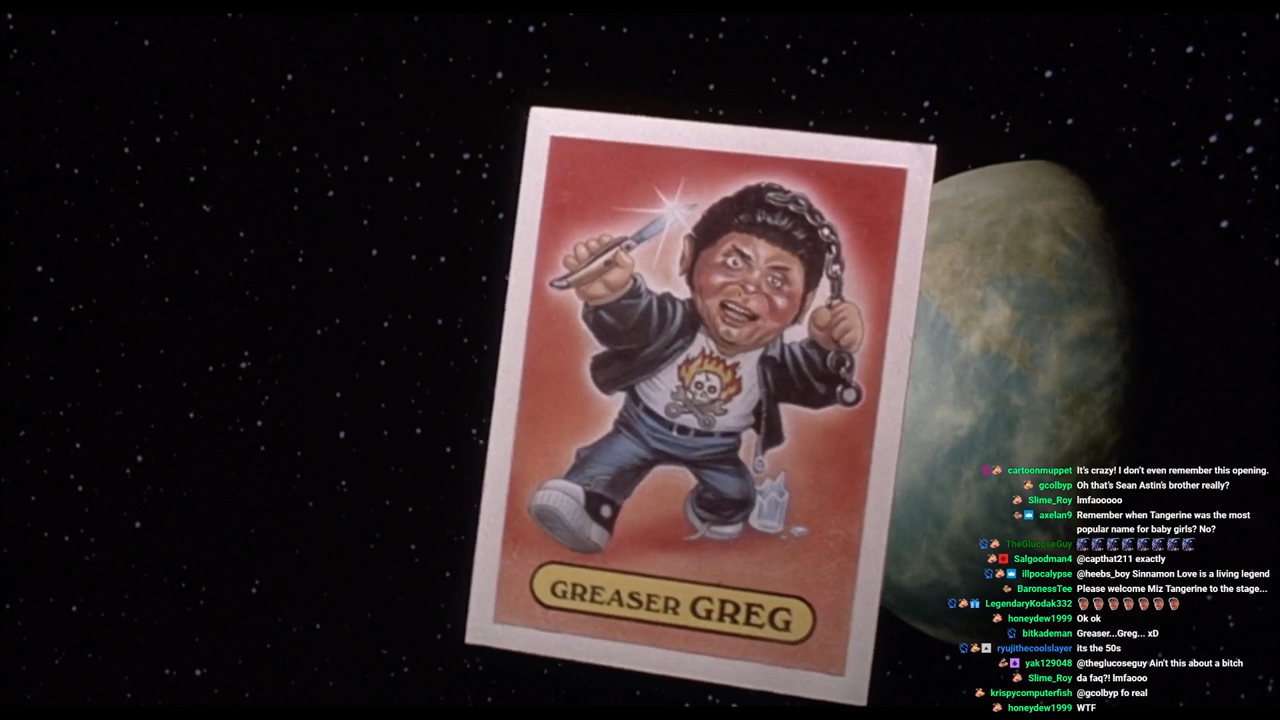 GREASER GREG
cartoonmuppet It's crazy! I don't even remember this opening.
gcolbyp Oh that's Sean Astin's brother really?
Slime_Roy lmfaooooo
axelan9 Remember when Tangerine was the most
popular name for baby girls? No?
TheGlucoseGuy
Salgoodman4 @capthat211 exactly
illpocalypse @heebs_boy Sinnamon Love is a living legend
BaronessTee Please welcome Miz Tangerine to the stage...
LegendaryKodak332
honeydew1999 Ok ok
bitkademan Greaser...Greg... xD
ryujithecoolslayer its the 50s
yak129048 @theglucoseguy Ain't this about a bitch
Slime_Roy da faq?! lmfaooo
krispycomputerfish @gcolbyp fo real
honeydew1999 WTF